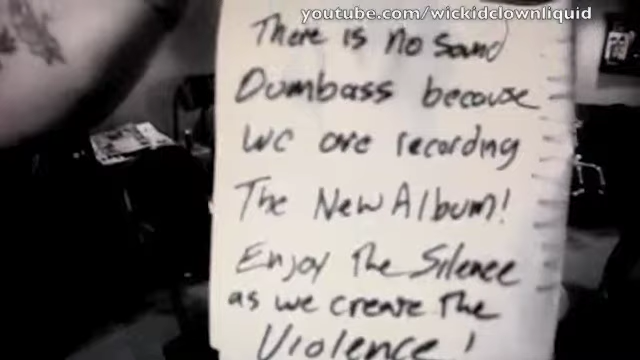 youtube.com/wickidclownliquid
There is no sound
Dumbass because
we are recording
The New Album!
Enjoy The Silence
as we create The
Violence!